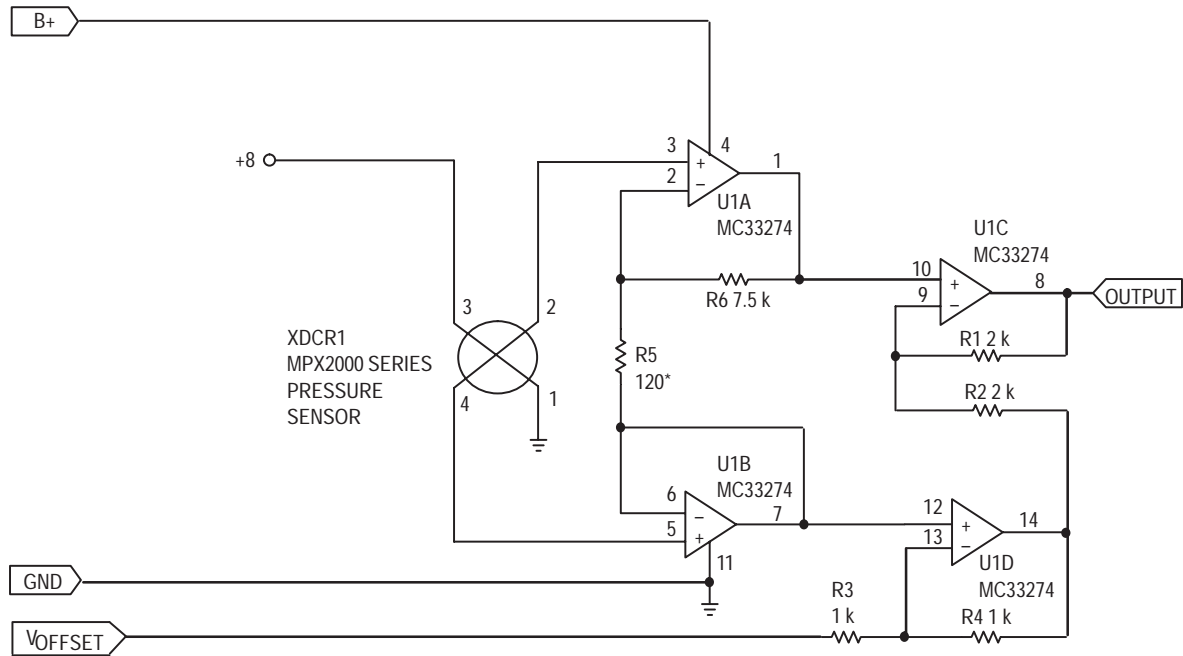 B+
+8
3
4
1
2
+
−
U1A
MC33274
U1C
MC33274
10
8
9
+
−
OUTPUT
R6 7.5 k
3
2
XDCR1
MPX2000 SERIES
PRESSURE
SENSOR
4
1
R5
120*
R1 2 k
R2 2 k
U1B
MC33274
6
7
5
−
+
11
12
14
13
+
−
U1D
MC33274
GND
R3
1 k
R4 1 k
VOFFSET